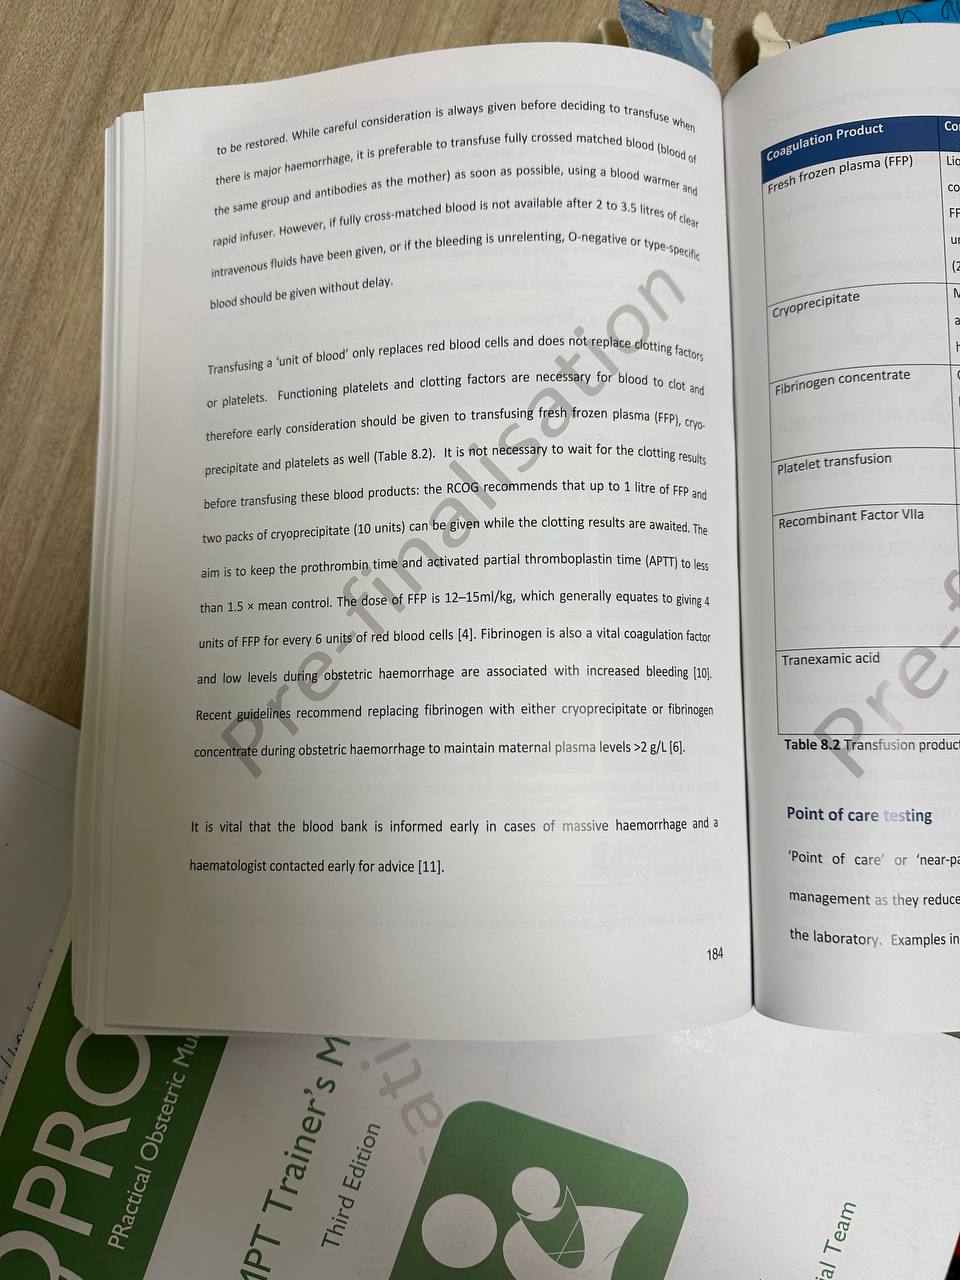 to be restored. While careful consideration is always given before deciding to transfuse when
there is major haemorrhage, it is preferable to transfuse fully crossed matched blood (blood of
the same group and antibodies as the mother) as soon as possible, using a blood warmer and
rapid infuser. However, if fully cross-matched blood is not available after 2 to 3.5 litres of clear
intravenous fluids have been given, or if the bleeding is unrelenting, O-negative or type-specific
blood should be given without delay.
Transfusing a ‘unit of blood’ only replaces red blood cells and does not replace clotting factors
or platelets. Functioning platelets and clotting factors are necessary for blood to clot and
therefore early consideration should be given to transfusing fresh frozen plasma (FFP), cryo-
precipitate and platelets as well (Table 8.2). It is not necessary to wait for the clotting results
before transfusing these blood products: the RCOG recommends that up to 1 litre of FFP and
two packs of cryoprecipitate (10 units) can be given while the clotting results are awaited. The
aim is to keep the prothrombin time and activated partial thromboplastin time (APTT) to less
than 1.5 × mean control. The dose of FFP is 12–15ml/kg, which generally equates to giving 4
units of FFP for every 6 units of red blood cells [4]. Fibrinogen is also a vital coagulation factor
and low levels during obstetric haemorrhage are associated with increased bleeding [10].
Recent guidelines recommend replacing fibrinogen with either cryoprecipitate or fibrinogen
concentrate during obstetric haemorrhage to maintain maternal plasma levels >2 g/L [6].
It is vital that the blood bank is informed early in cases of massive haemorrhage and a
haematologist contacted early for advice [11].
184
Pre-finalisation
Coagulation Product
Fresh frozen plasma (FFP)
Cryoprecipitate
Fibrinogen concentrate
Platelet transfusion
Recombinant Factor VIIa
Tranexamic acid
Table 8.2 Transfusion product
Point of care testing
‘Point of care’ or ‘near-pa
management as they reduce
the laboratory. Examples in
Pre-f
PRO
PRactical Obstetric Mu
MPT Trainer’s M
Third Edition
ial Team